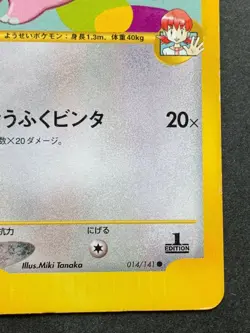 ようせいポケモン：身長1.3m、体重40kg
うふくビンタ 20×
数×20ダメージ。
抗力 にげる
1 EDITION
Illus.Miki Tanaka 014/141●